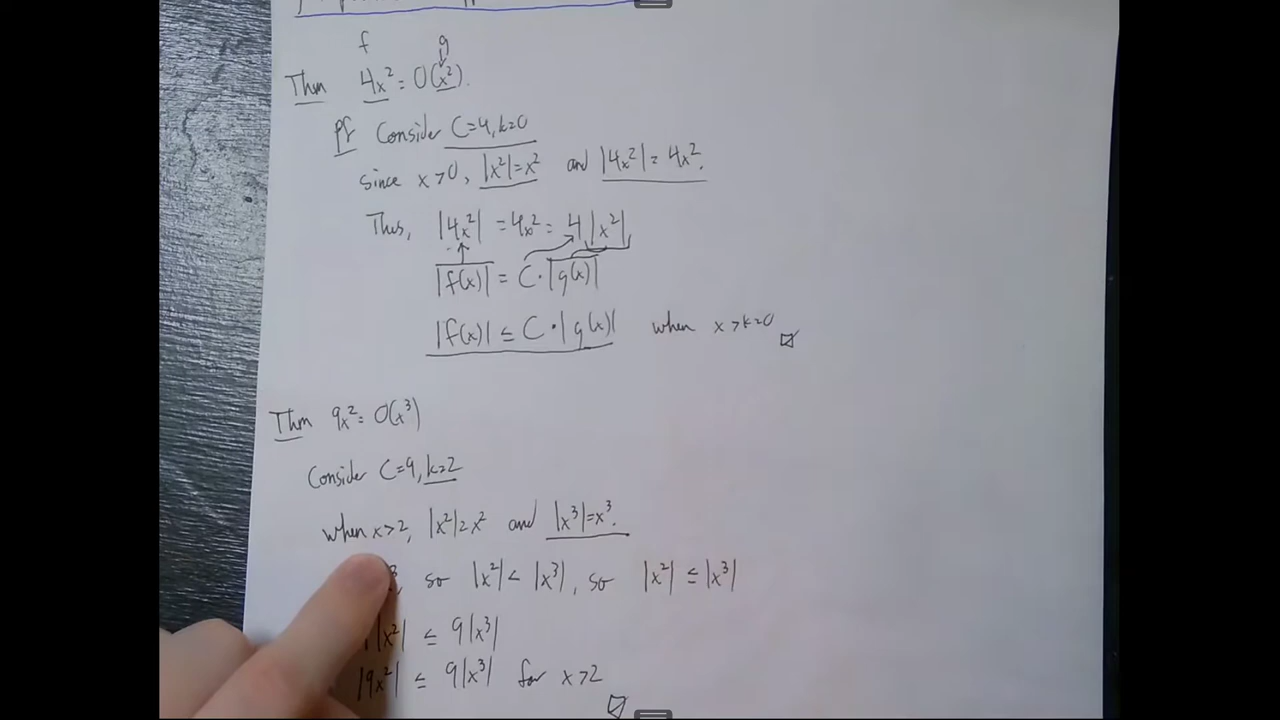 f g
Thm 4x² = O(x²).
Pf Consider C=4, k=0
since x>0, |x²|=x² and |4x²| = 4x².
Thus, |4x²| = 4x² = 4|x²|
|f(x)| = C·|g(x)|
|f(x)| ≤ C·|g(x)| when x>k=0
Thm 9x² = O(x³)
Consider C=9, k=2
when x>2, |x²|=x² and |x³|=x³.
so |x²| < |x³|, so |x²| ≤ |x³|
|x²| ≤ 9|x³|
|9x²| ≤ 9|x³| for x>2